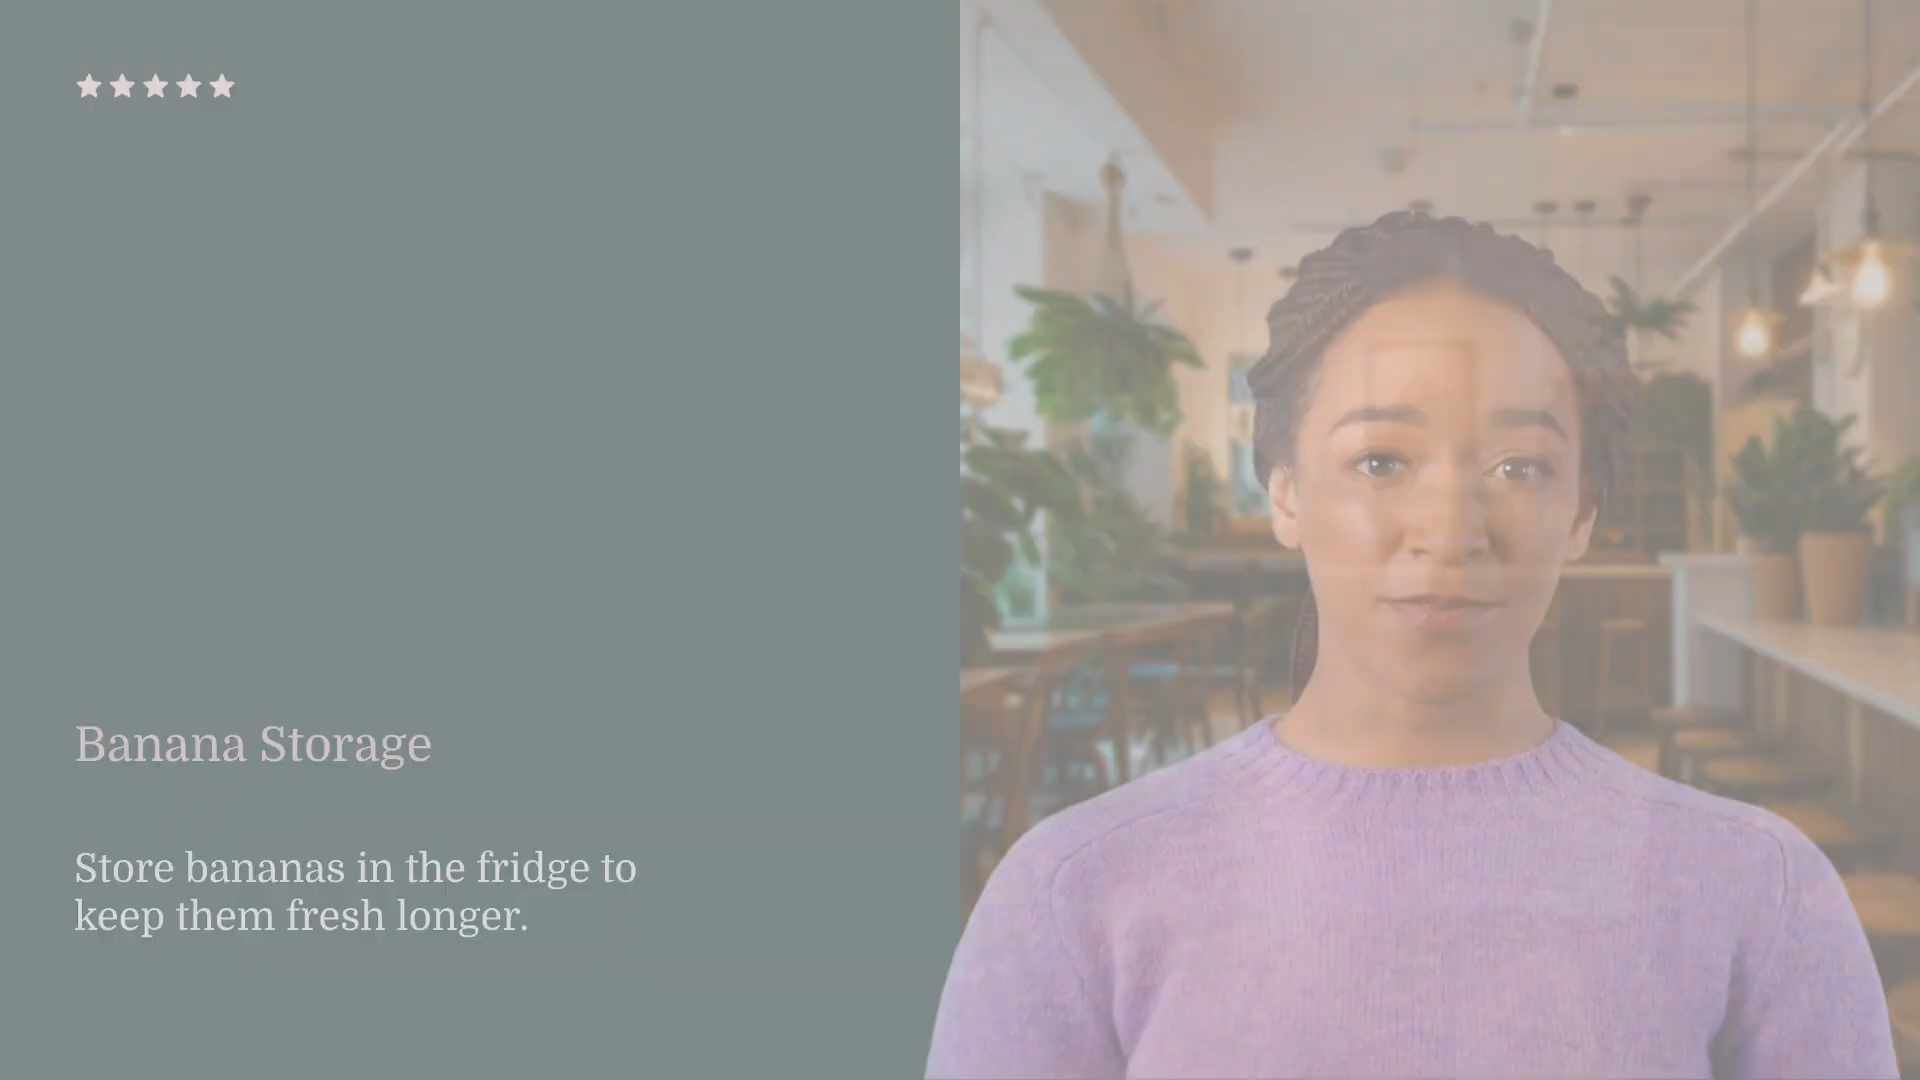 Banana Storage
Store bananas in the fridge to
keep them fresh longer.